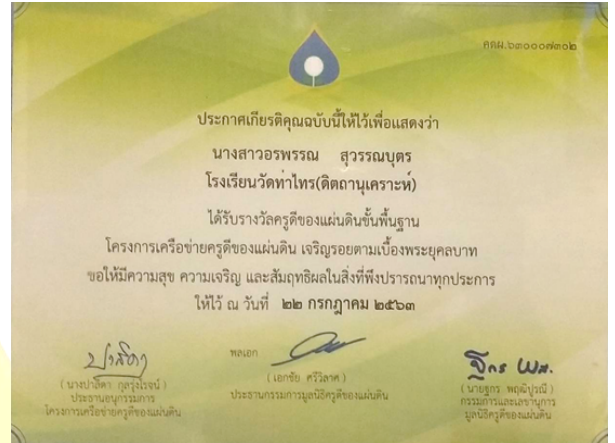 คดผ.๖๓๐๐๐๗๓๐๒
ประกาศเกียรติคุณฉบับนี้ให้ไว้เพื่อแสดงว่า
นางสาวอรพรรณ สุวรรณบุตร
โรงเรียนวัดท่าไทร(ดิตถานุเคราะห์)
ได้รับรางวัลครูดีของแผ่นดินขั้นพื้นฐาน
โครงการเครือข่ายครูดีของแผ่นดิน เจริญรอยตามเบื้องพระยุคลบาท
ขอให้มีความสุข ความเจริญ และสัมฤทธิผลในสิ่งที่พึงปรารถนาทุกประการ
ให้ไว้ ณ วันที่ ๒๒ กรกฎาคม ๒๕๖๓
(นางปาลิดา กุลรุ่งโรจน์)
ประธานอนุกรรมการ
โครงการเครือข่ายครูดีของแผ่นดิน
พลเอก
(เอกชัย ศรีวิลาศ)
ประธานกรรมการมูลนิธิครูดีของแผ่นดิน
กรรมการและเลขานุการ
มูลนิธิครูดีของแผ่นดิน